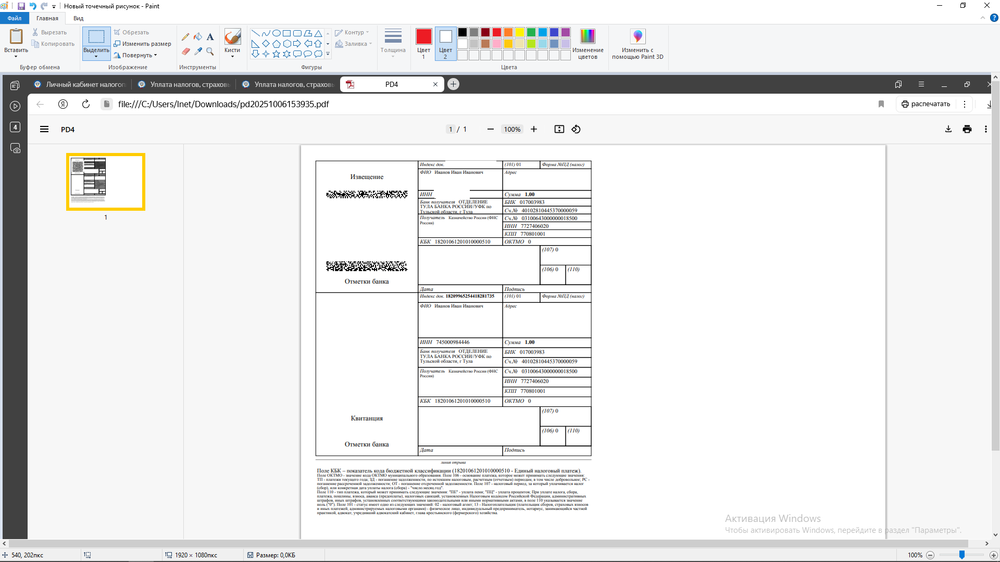 Новый точечный рисунок - Paint
Файл
Главная
Вид
Вставить
Вырезать
Копировать
Буфер обмена
Выделить
Обрезать
Изменить размер
Повернуть
Изображение
Инструменты
Кисти
Фигуры
Контур
Заливка
Толщина
Цвет 1
Цвет 2
Цвета
Изменение цветов
Изменить с помощью Paint 3D
Личный кабинет налогоп
Уплата налогов, страховы
Уплата налогов, страховы
PD4
file:///C:/Users/Inet/Downloads/pd20251006153935.pdf
распечатать
4
PD4
1 / 1
100%
1
Извещение
Отметки банка
Индекс док.
(101) 01
Форма №ПД (налог)
ФИО Иванов Иван Иванович
Адрес
ИНН
Сумма 1.00
Банк получателя ОТДЕЛЕНИЕ
ТУЛА БАНКА РОССИИ//УФК по
Тульской области, г Тула
БИК 017003983
Сч.№ 40102810445370000059
Получатель Казначейство России (ФНС
России)
Сч.№ 03100643000000018500
ИНН 7727406020
КПП 770801001
КБК 18201061201010000510
ОКТМО 0
(107) 0
(106) 0
(110)
Дата
Подпись
Индекс док. 18209965254418281735
(101) 01
Форма №ПД (налог)
ФИО Иванов Иван Иванович
Адрес
ИНН 745000984446
Сумма 1.00
Банк получателя ОТДЕЛЕНИЕ
ТУЛА БАНКА РОССИИ//УФК по
Тульской области, г Тула
БИК 017003983
Сч.№ 40102810445370000059
Получатель Казначейство России (ФНС
России)
Сч.№ 03100643000000018500
ИНН 7727406020
КПП 770801001
КБК 18201061201010000510
ОКТМО 0
Квитанция
(107) 0
(106) 0
(110)
Отметки банка
Дата
Подпись
линия отрыва
Поле КБК – показатель кода бюджетной классификации (18201061201010000510 - Единый налоговый платеж).
Поле ОКТМО - значение кода ОКТМО муниципального образования. Поле 106 - основание платежа, которое может принимать следующие значения:
ТП - платежи текущего года; ЗД - погашение задолженности, по истекшим налоговым, расчетным (отчетным) периодам, в том числе добровольное; РС -
погашение рассроченной задолженности; ОТ - погашение отсроченной задолженности. Поле 107 - налоговый период, за который уплачивается налог
(сбор), или конкретная дата уплаты налога (сбора) - "число.месяц.год".
Поле 110 - тип платежа, который может принимать следующие значения: "ПЕ" - уплата пени; "ПЦ" - уплата процентов; При уплате налога, сбора,
платежа, пошлины, взноса, аванса (предоплаты), налоговых санкций, установленных Налоговым кодексом Российской Федерации, административных
штрафов, иных штрафов, установленных соответствующими законодательными или иными нормативными актами, в поле 110 указывается значение
ноль ("0"). Поле 101 - статус имеет одно из следующих значений: 02 - налоговый агент; 13 - Налогоплательщик (плательщик сборов, страховых взносов
и иных платежей, администрируемых налоговыми органами) - физическое лицо, индивидуальный предприниматель, нотариус, занимающийся частной
практикой, адвокат, учредивший адвокатский кабинет, глава крестьянского (фермерского) хозяйства.
Активация Windows
Чтобы активировать Windows, перейдите в раздел "Параметры".
540, 202пкс
1920 × 1080пкс
Размер: 0,0КБ
100%